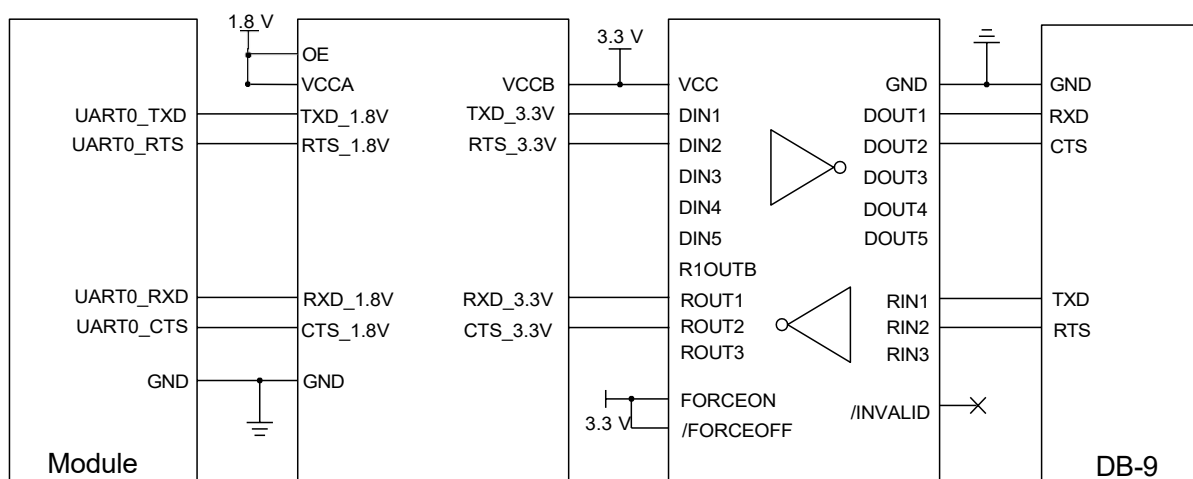 1.8 V
OE
VCCA
UART0_TXD TXD_1.8V
UART0_RTS RTS_1.8V
UART0_RXD RXD_1.8V
UART0_CTS CTS_1.8V
GND GND
Module
3.3 V
VCCB VCC
TXD_3.3V DIN1
RTS_3.3V DIN2
DIN3
DIN4
DIN5
R1OUTB
RXD_3.3V ROUT1
CTS_3.3V ROUT2
ROUT3
FORCEON
3.3 V
/FORCEOFF
GND GND
DOUT1 RXD
DOUT2 CTS
DOUT3
DOUT4
DOUT5
RIN1 TXD
RIN2 RTS
RIN3
/INVALID
DB-9